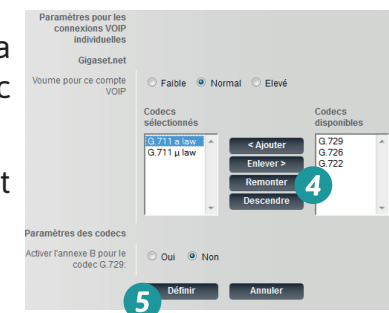 Paramètres pour les
connexions VOIP
individuelles
a
Gigaset.net
c
Voume pour ce compte
VOIP
Faible Normal Elevé
Codecs
sélectionnés
Codecs
disponibles
t
G.711 a law
G.711 µ law
< Ajouter
Enlever >
Remonter
Descendre
4
G.729
G.726
G.722
Paramètres des codecs
Activer l'annexe B pour le
codec G.729:
Oui Non
5
Définir Annuler